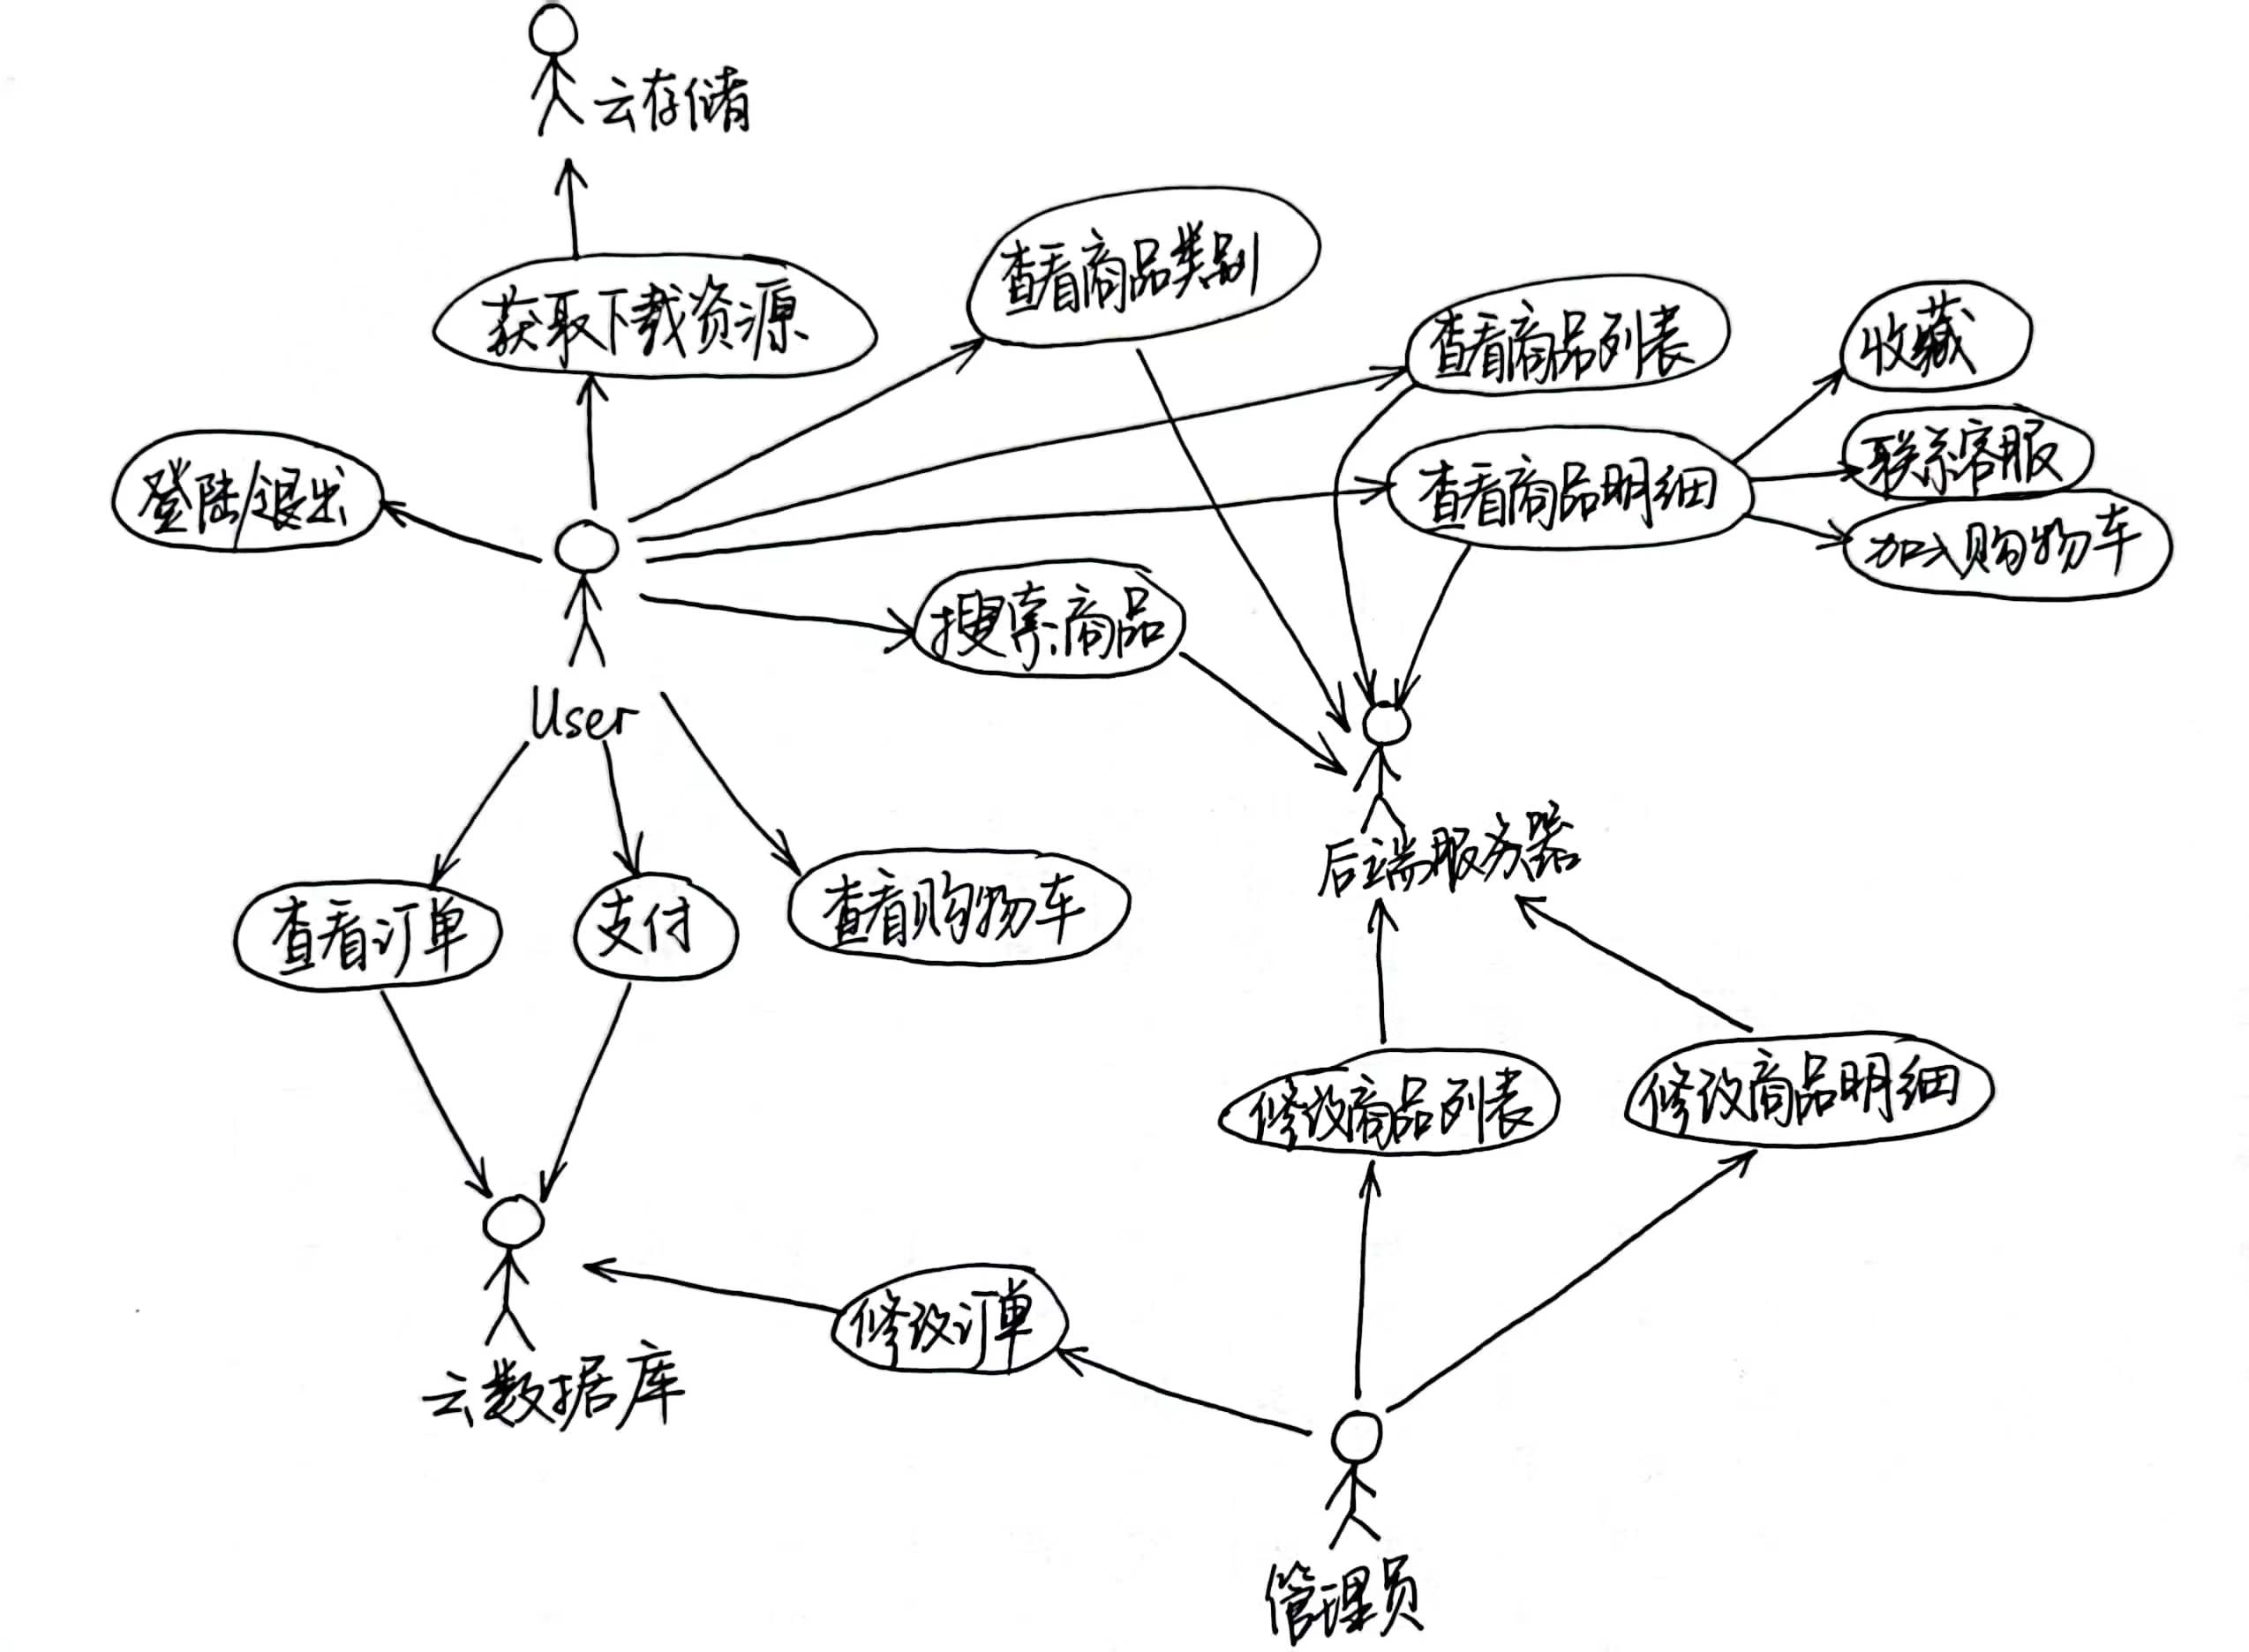 云存储
获取下载资源
查看商品类别
查看商品列表
收藏
登陆/退出
查看商品明细
联系客服
加入购物车
搜索商品
User
后端服务器
查看订单
支付
查看购物车
修改商品列表
修改商品明细
修改订单
云数据库
管理员